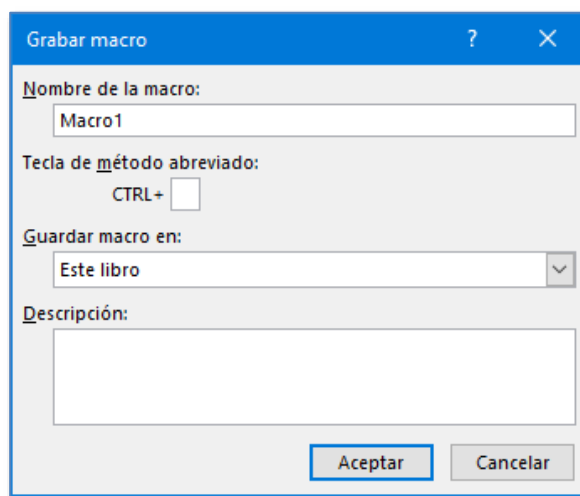 Grabar macro ? ×
Nombre de la macro:
Macro1
Tecla de método abreviado:
CTRL+
Guardar macro en:
Este libro
Descripción:
Aceptar Cancelar